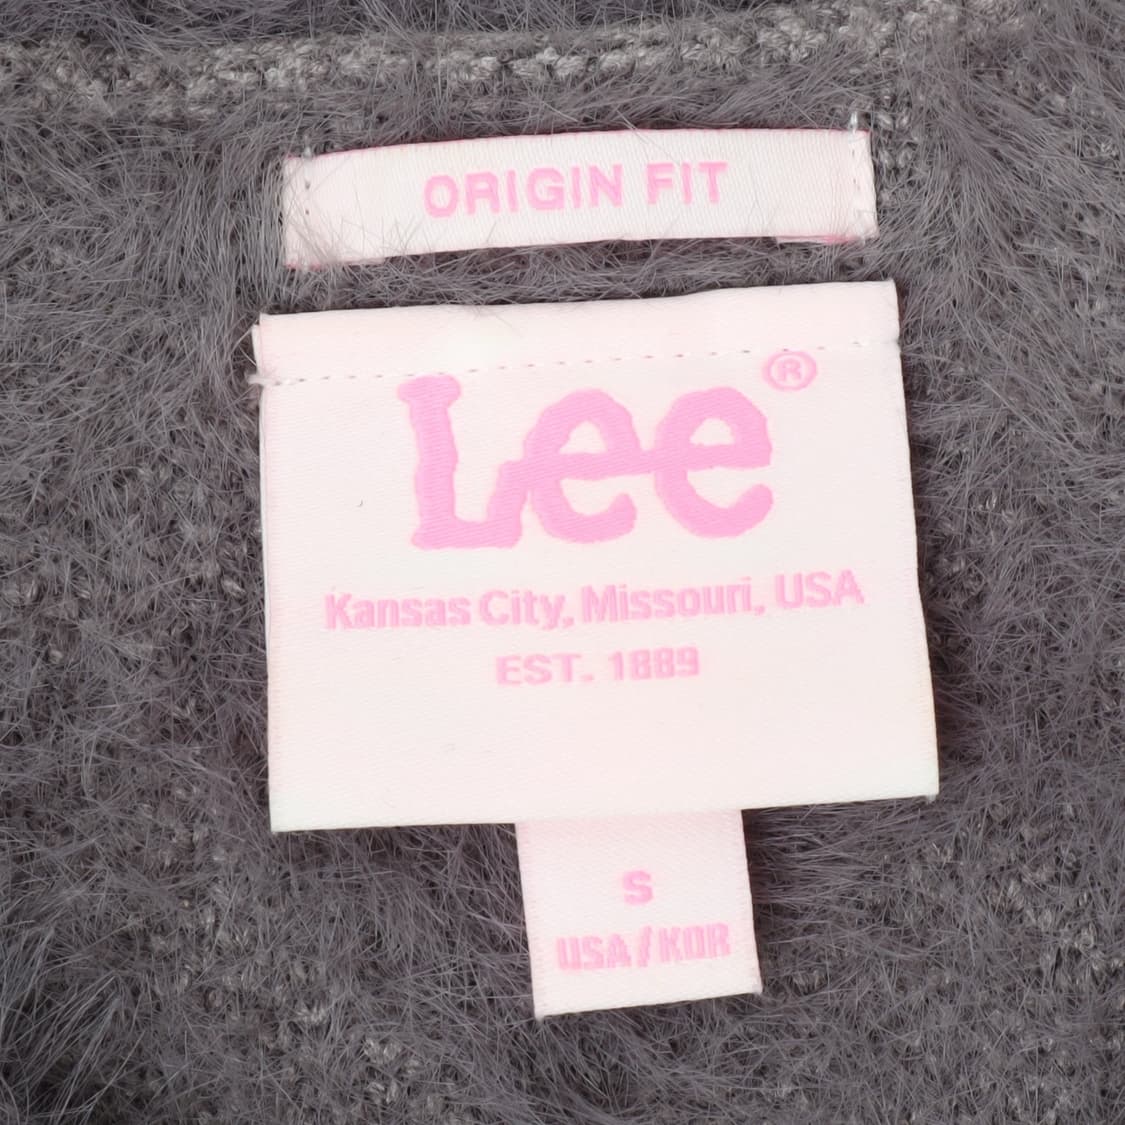 ORIGIN FIT
Lee®
Kansas City, Missouri, USA
EST. 1889
S
USA/KOR